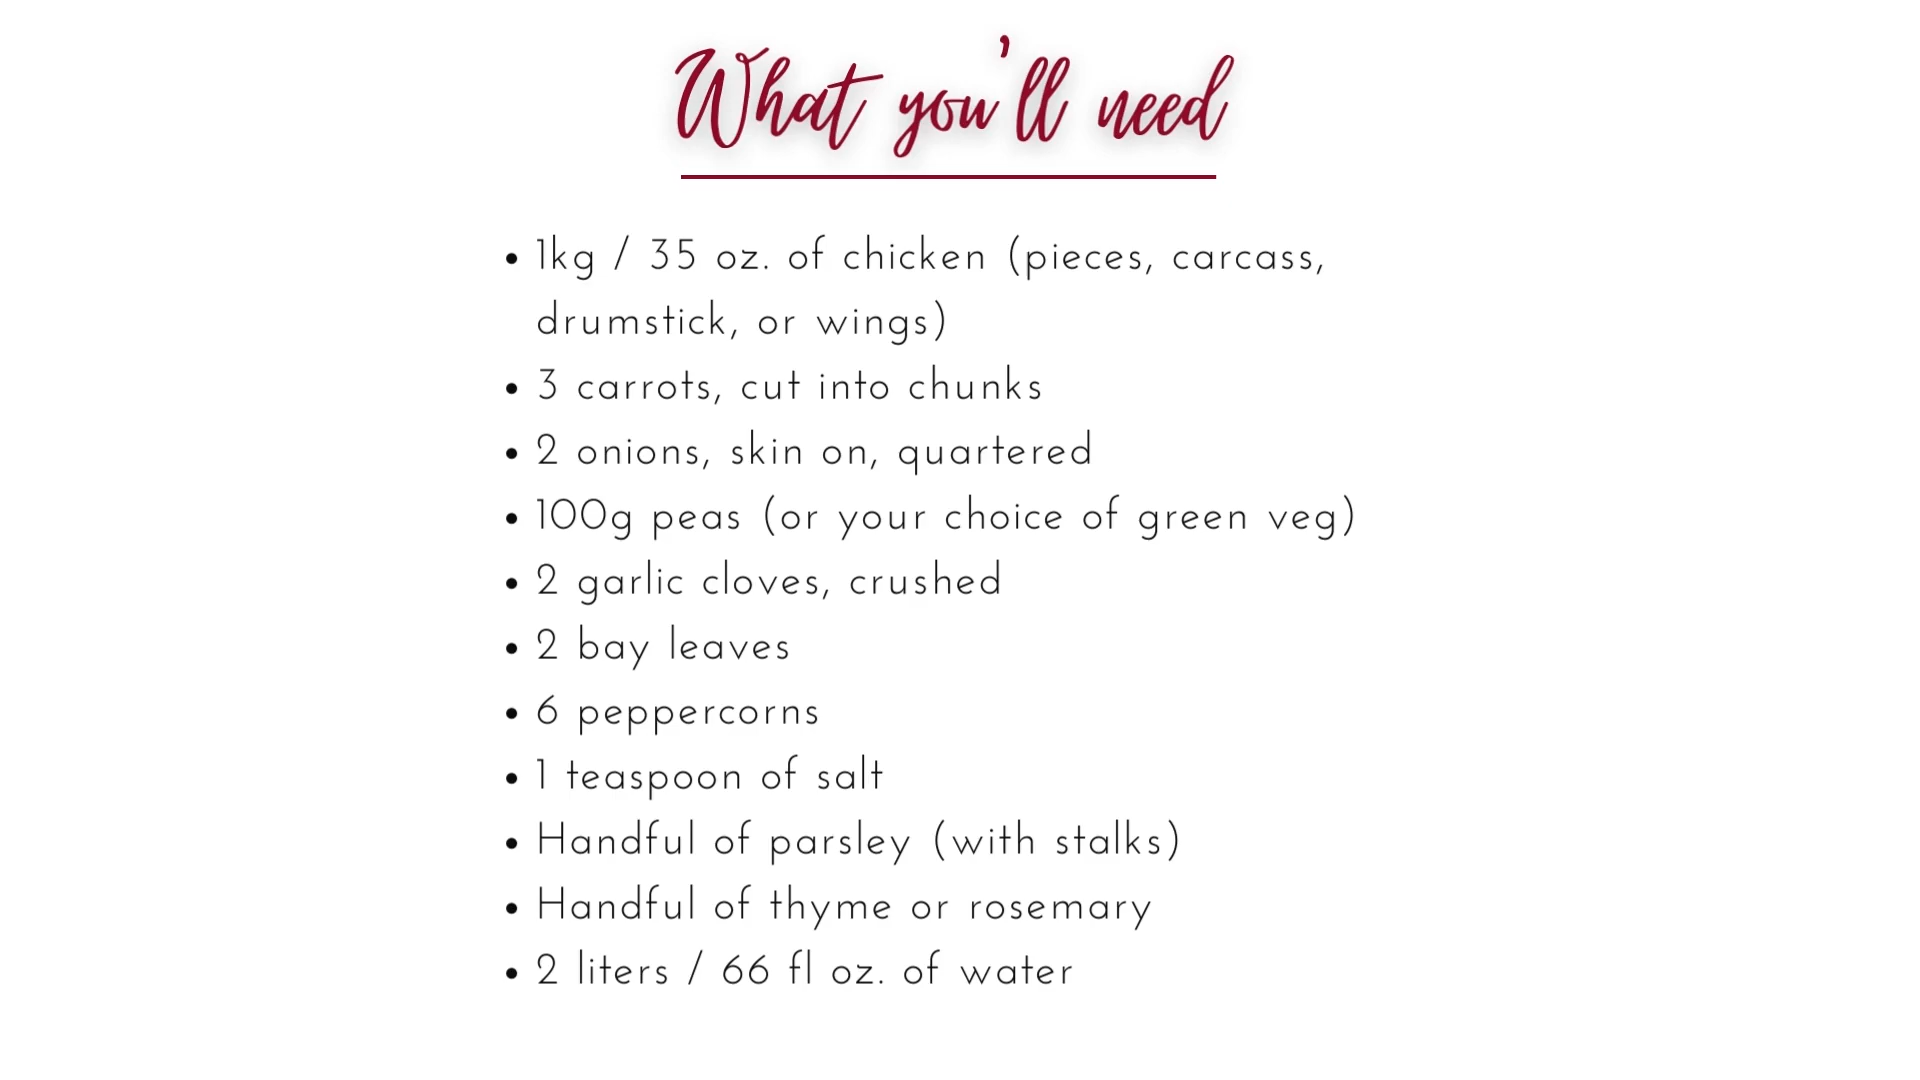 What you'll need
• 1kg / 35 oz. of chicken (pieces, carcass,
drumstick, or wings)
• 3 carrots, cut into chunks
• 2 onions, skin on, quartered
• 100g peas (or your choice of green veg)
• 2 garlic cloves, crushed
• 2 bay leaves
• 6 peppercorns
• 1 teaspoon of salt
• Handful of parsley (with stalks)
• Handful of thyme or rosemary
• 2 liters / 66 fl oz. of water